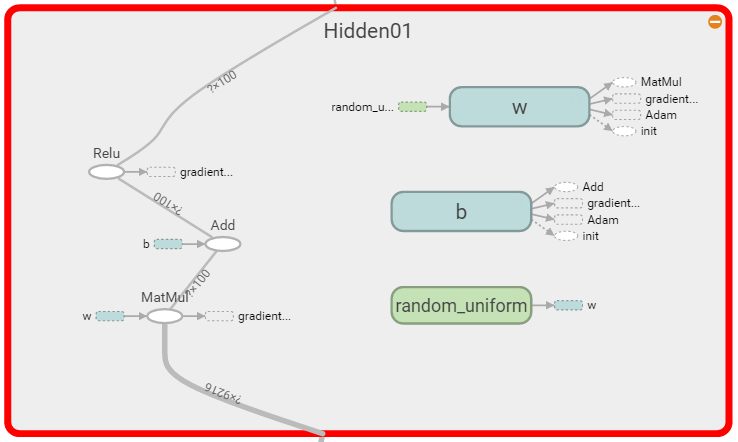 Hidden01
?×100
Relu
gradient...
?×100
Add
b
?×100
MatMul
w
gradient...
?×9216
random_u...
w
MatMul
gradient...
Adam
init
b
Add
gradient...
Adam
init
random_uniform
w